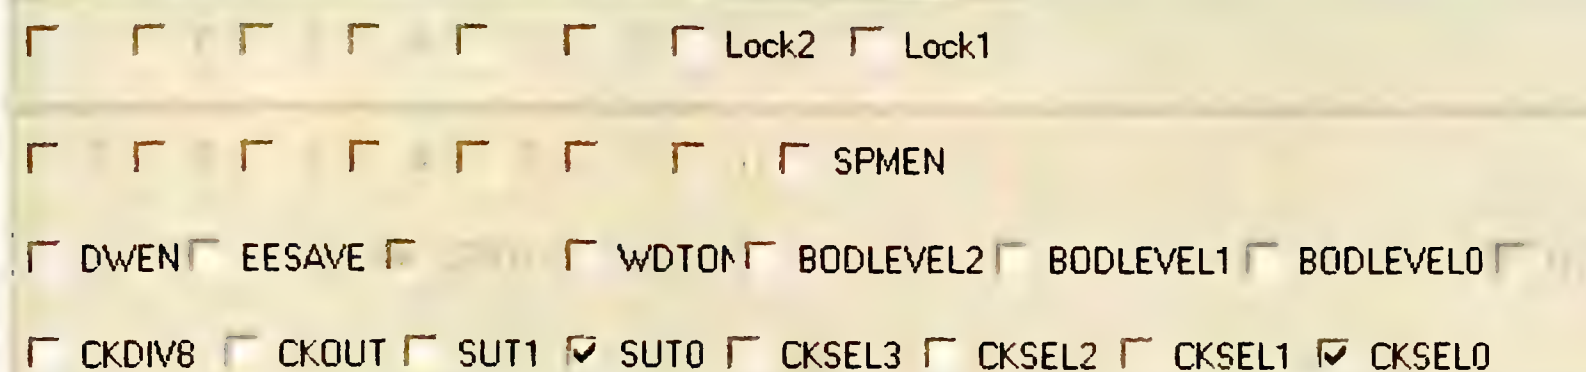 Lock2 Lock1
SPMEN
DWEN EESAVE WDTON BODLEVEL2 BODLEVEL1 BODLEVEL0
CKDIV8 CKOUT SUT1 SUT0 CKSEL3 CKSEL2 CKSEL1 CKSEL0